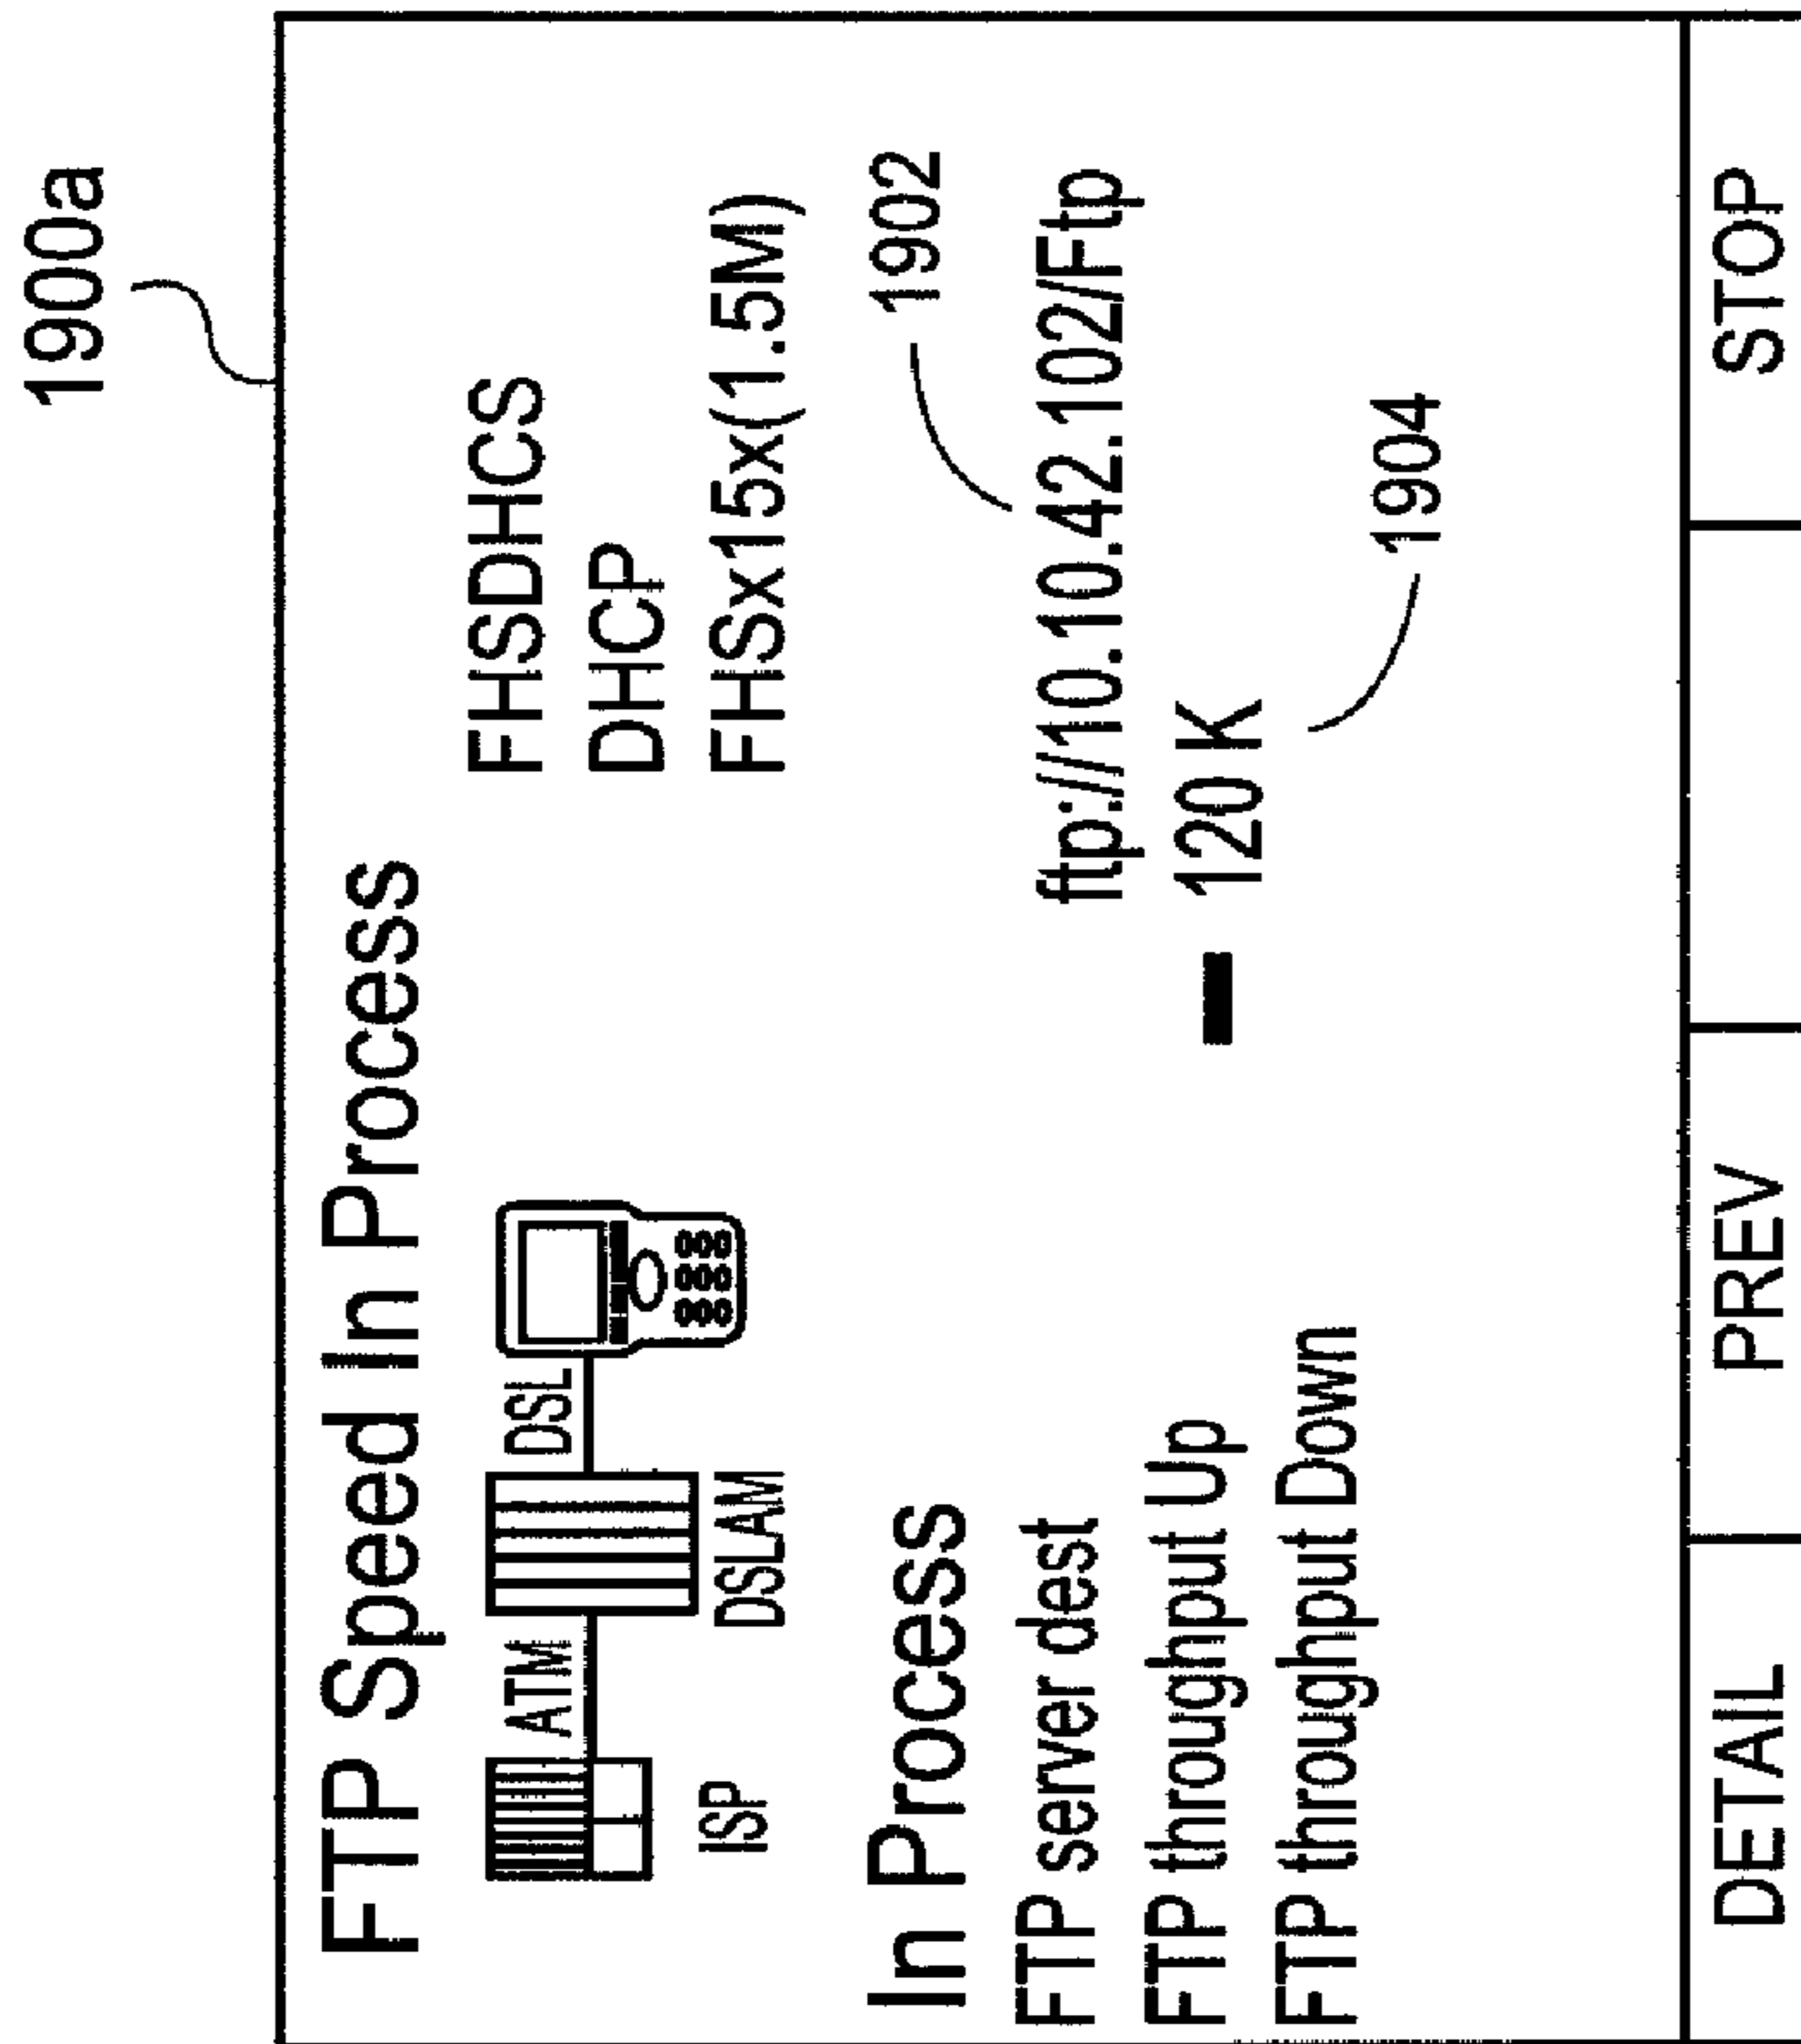 1900a
FTP Speed In Process
ATM
DSL
ISP
DSLAM
FHSDHCS
DHCP
FHSx15x(1.5M)
In Process
1902
FTP server dest
ftp://10.10.42.102/Ftp
FTP throughput Up
120 K
FTP throughput Down
1904
DETAIL
PREV
STOP